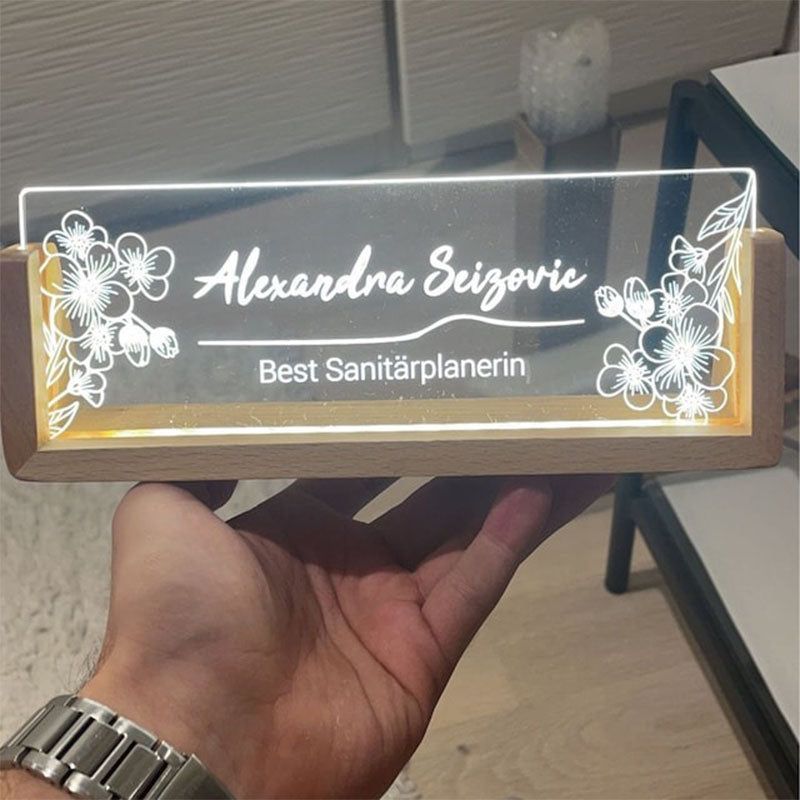 Alexandra Seizovic
Best Sanitärplanerin